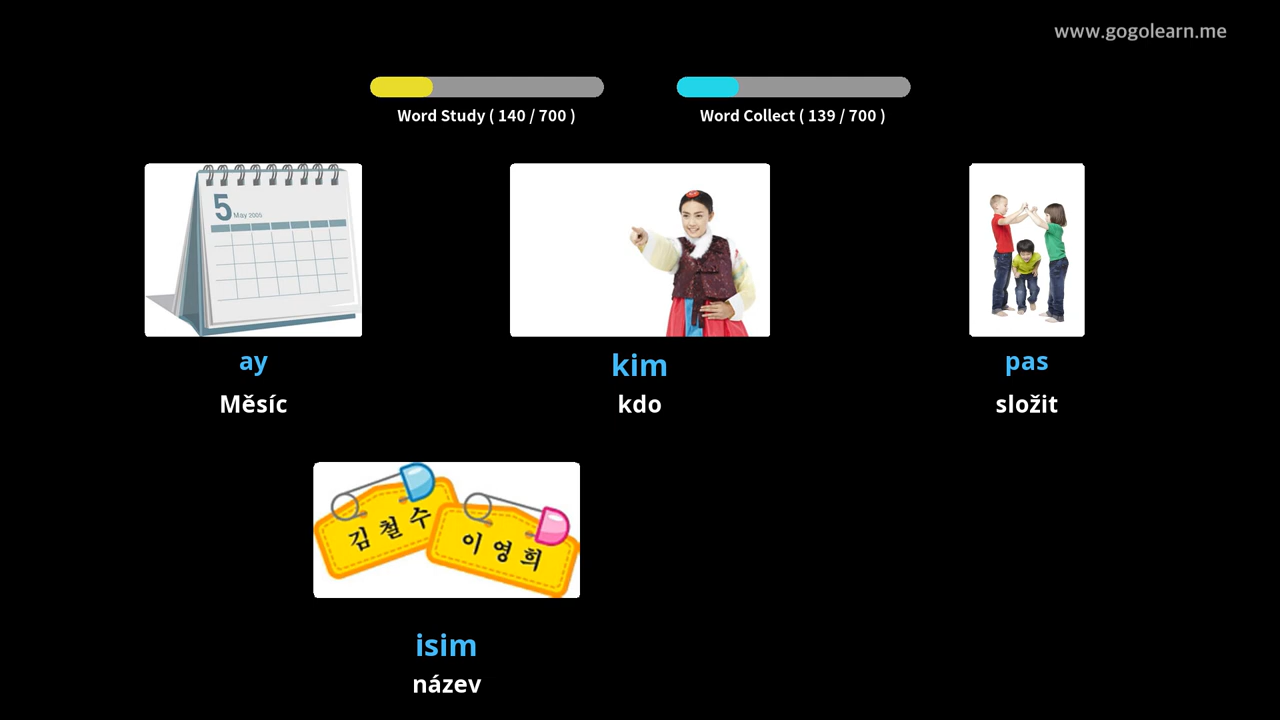 www.gogolearn.me
Word Study ( 140 / 700 )
Word Collect ( 139 / 700 )
5 May 2005
ay
Měsíc
kim
kdo
pas
složit
김철수
이영희
isim
název